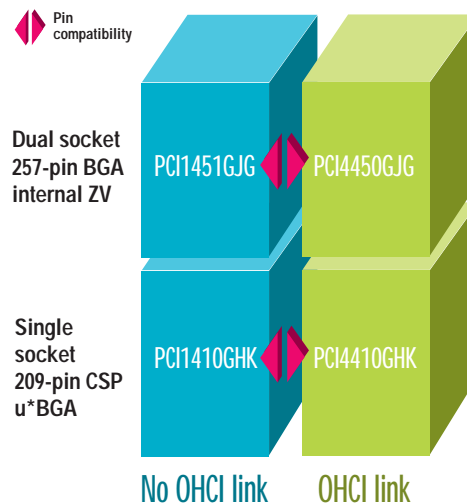 Pin
compatibility
Dual socket
257-pin BGA
internal ZV
PCI1451GJG
PCI4450GJG
Single
socket
209-pin CSP
u*BGA
PCI1410GHK
PCI4410GHK
No OHCI link
OHCI link